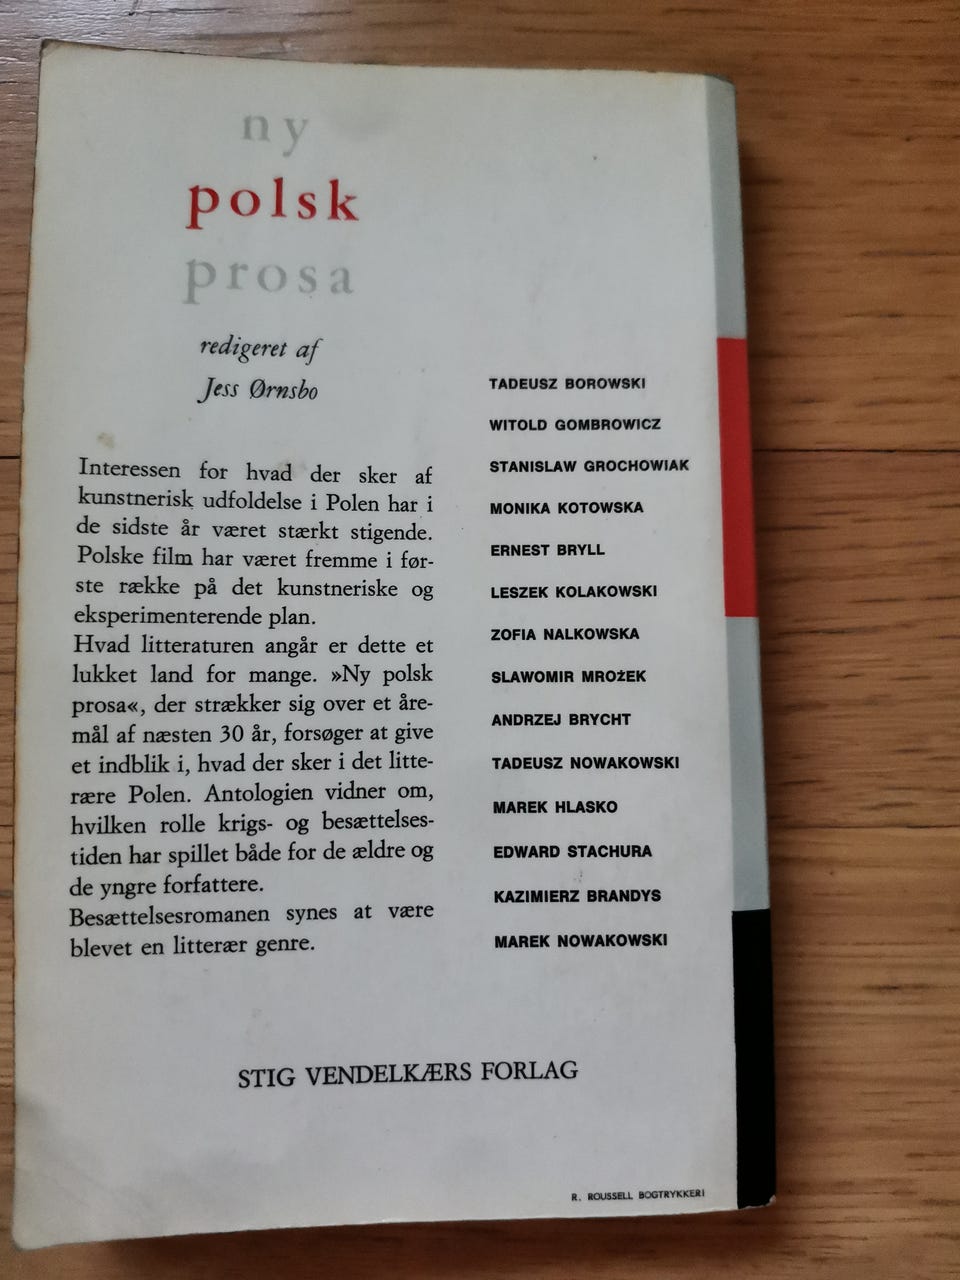 ny
polsk
prosa
redigeret af
Jess Ørnsbo
Interessen for hvad der sker af
kunstnerisk udfoldelse i Polen har i
de sidste år været stærkt stigende.
Polske film har været fremme i før-
ste række på det kunstneriske og
eksperimenterende plan.
Hvad litteraturen angår er dette et
lukket land for mange. »Ny polsk
prosa«, der strækker sig over et åre-
mål af næsten 30 år, forsøger at give
et indblik i, hvad der sker i det litte-
rære Polen. Antologien vidner om,
hvilken rolle krigs- og besættelses-
tiden har spillet både for de ældre og
de yngre forfattere.
Besættelsesromanen synes at være
blevet en litterær genre.
TADEUSZ BOROWSKI
WITOLD GOMBROWICZ
STANISLAW GROCHOWIAK
MONIKA KOTOWSKA
ERNEST BRYLL
LESZEK KOLAKOWSKI
ZOFIA NALKOWSKA
SLAWOMIR MROŻEK
ANDRZEJ BRYCHT
TADEUSZ NOWAKOWSKI
MAREK HLASKO
EDWARD STACHURA
KAZIMIERZ BRANDYS
MAREK NOWAKOWSKI
STIG VENDELKÆRS FORLAG
R. ROUSSELL BOGTRYKKERI